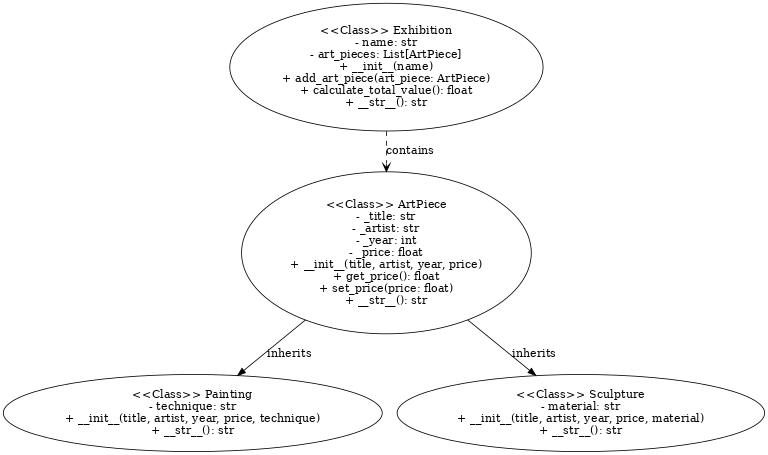 <<Class>> Exhibition
- name: str
- art_pieces: List[ArtPiece]
+ __init__(name)
+ add_art_piece(art_piece: ArtPiece)
+ calculate_total_value(): float
+ __str__(): str
contains
<<Class>> ArtPiece
- _title: str
- _artist: str
- _year: int
- _price: float
+ __init__(title, artist, year, price)
+ get_price(): float
+ set_price(price: float)
+ __str__(): str
inherits
inherits
<<Class>> Painting
- technique: str
+ __init__(title, artist, year, price, technique)
+ __str__(): str
<<Class>> Sculpture
- material: str
+ __init__(title, artist, year, price, material)
+ __str__(): str